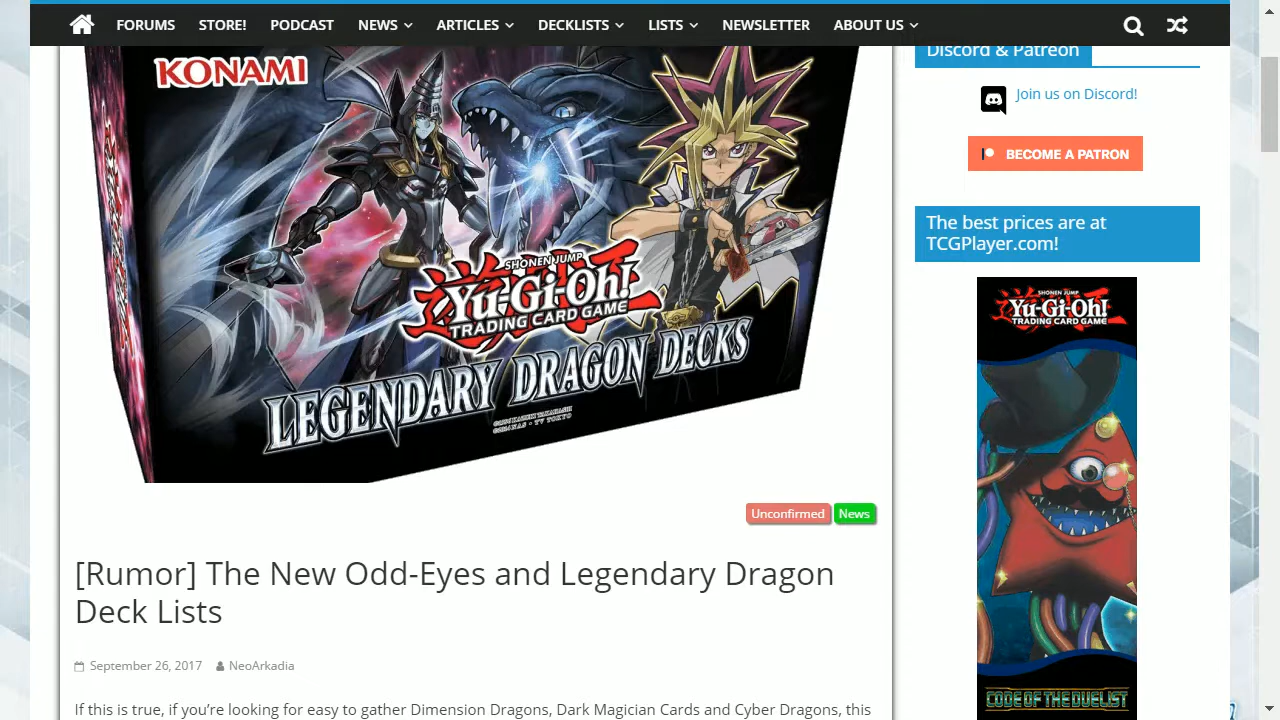 FORUMS STORE! PODCAST NEWS ARTICLES DECKLISTS LISTS NEWSLETTER ABOUT US
KONAMI
SHONEN JUMP
Yu-Gi-Oh!
TRADING CARD GAME
LEGENDARY DRAGON DECKS
Unconfirmed News
[Rumor] The New Odd-Eyes and Legendary Dragon
Deck Lists
September 26, 2017 NeoArkadia
If this is true, if you're looking for Dragons, Dark Magician Cards and Cyber Dragons, this
Discord & Patreon
Join us on Discord!
BECOME A PATRON
The best prices are at
TCGPlayer.com!
SHONEN JUMP
Yu-Gi-Oh!
TRADING CARD GAME
CODE OF THE DUELIST